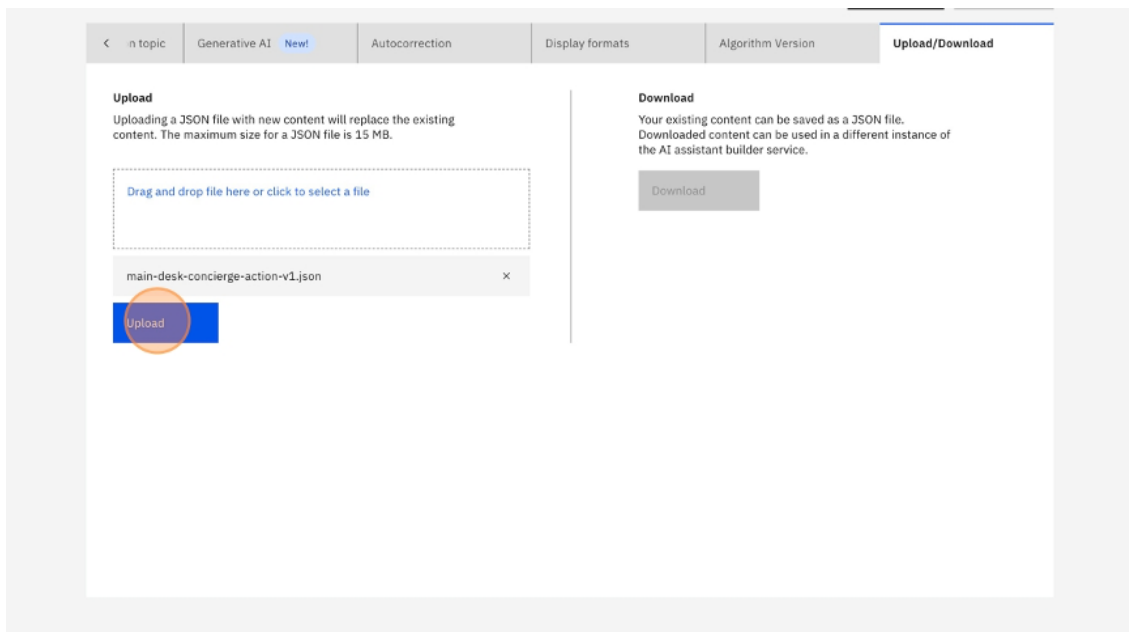 n topic
Generative AI New!
Autocorrection
Display formats
Algorithm Version
Upload/Download
Upload
Uploading a JSON file with new content will replace the existing
content. The maximum size for a JSON file is 15 MB.
Drag and drop file here or click to select a file
main-desk-concierge-action-v1.json
Upload
Download
Your existing content can be saved as a JSON file.
Downloaded content can be used in a different instance of
the AI assistant builder service.
Download